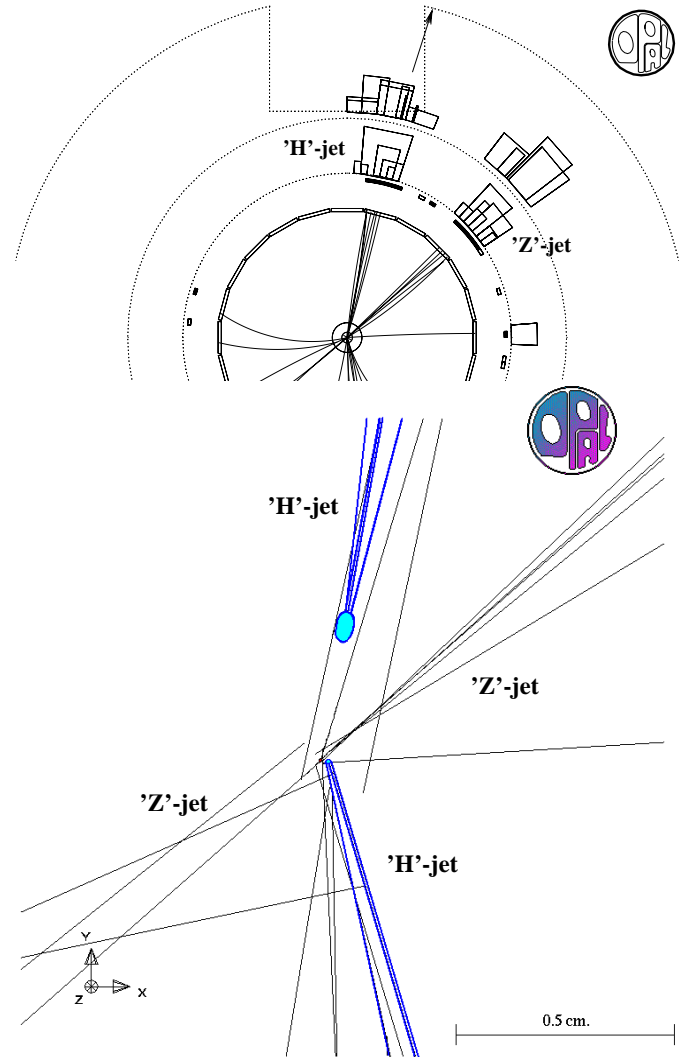 OPAL
’H’-jet
’Z’-jet
OPAL
’H’-jet
’Z’-jet
’Z’-jet
’H’-jet
Y
Z
X
0.5 cm.